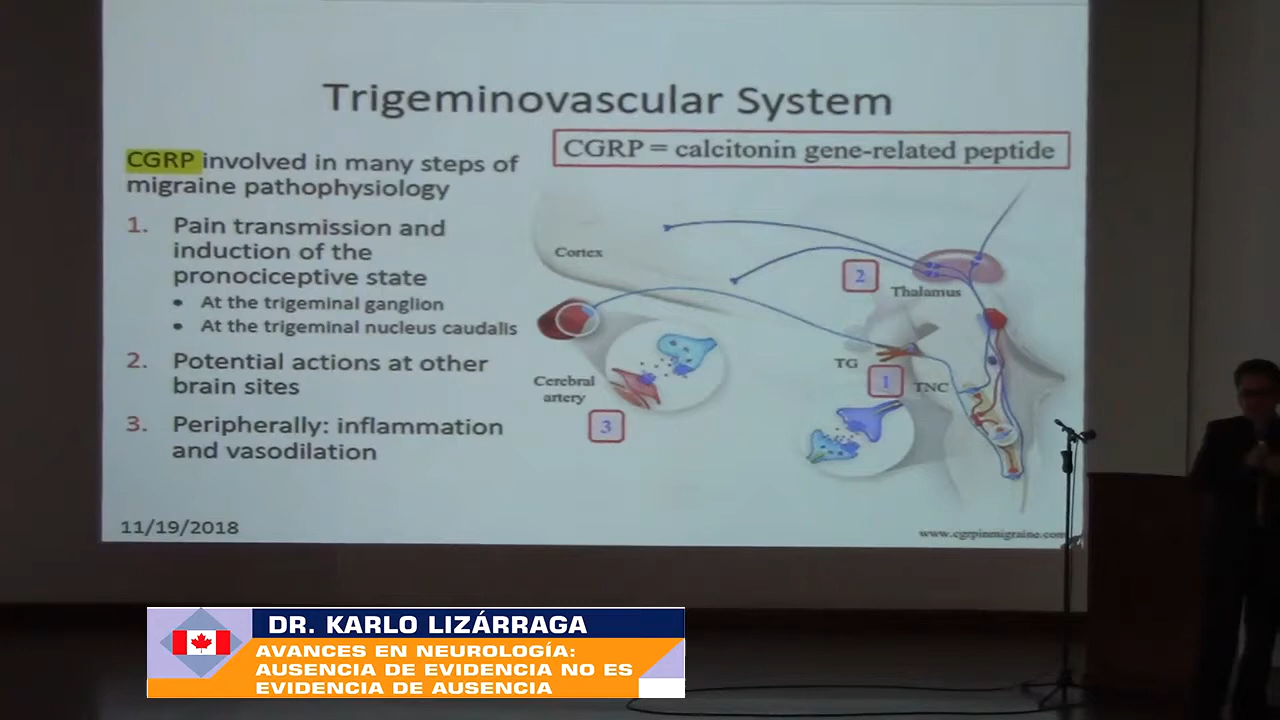 Trigeminovascular System
CGRP involved in many steps of
migraine pathophysiology
CGRP = calcitonin gene-related peptide
1. Pain transmission and
induction of the
pronociceptive state
• At the trigeminal ganglion
• At the trigeminal nucleus caudalis
2. Potential actions at other
brain sites
3. Peripherally: inflammation
and vasodilation
Cortex
2
Thalamus
TG
1
TNC
Cerebral
artery
3
11/19/2018
www.cgrpinmigraine.com
DR. KARLO LIZÁRRAGA
AVANCES EN NEUROLOGÍA:
AUSENCIA DE EVIDENCIA NO ES
EVIDENCIA DE AUSENCIA